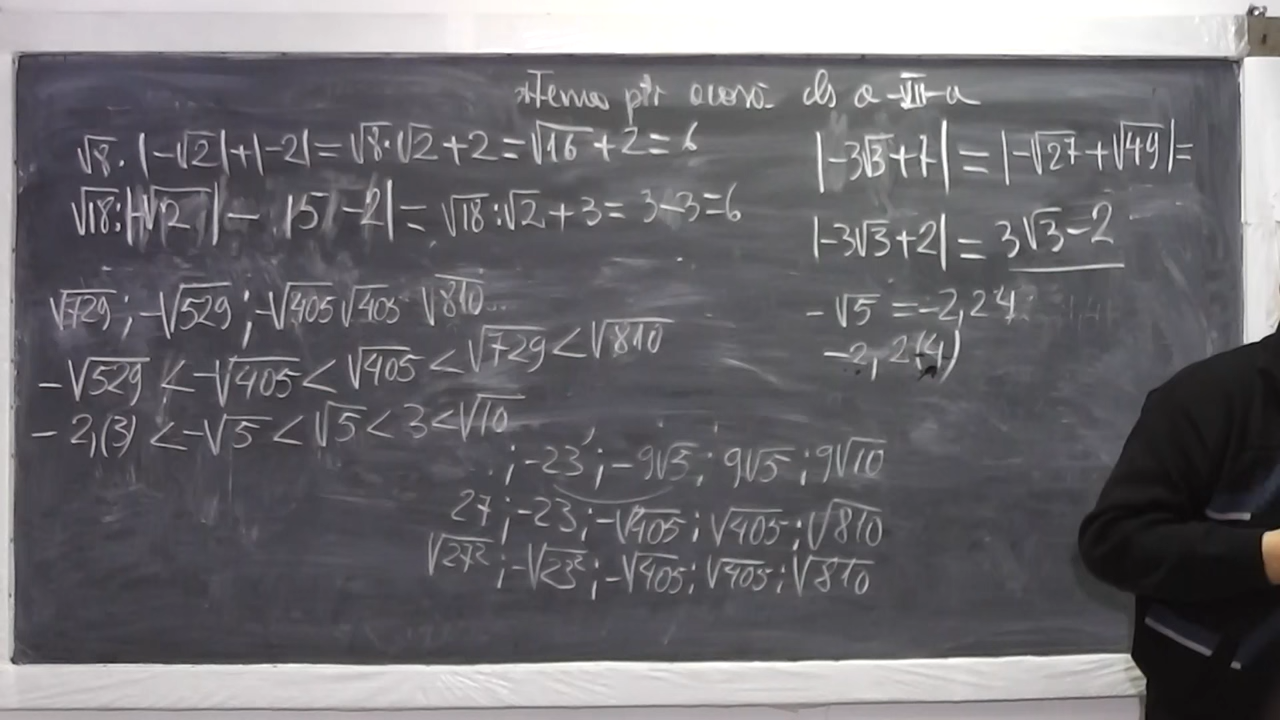 Tema ptr acasă cls a-VII-a
√8·|-√2|+|-2|=√8·√2+2=√16+2=6
√18:|-√2|-|5-2|=√18:√2+3=3-3=6
√729; -√529; -√405 √405 √810..
-√529 <-√405<√405<√729<√810
-2,(3) <-√5<√5<3<√10
; -23; -9√5; 9√5; 9√10
27; -23; -√405; √405; √810
√27²; -√23²; -√405; √405; √810
|-3√3+7|=|-√27+√49|=
|-3√3+2|=3√3-2
-√5=-2,24
-2,2(4)